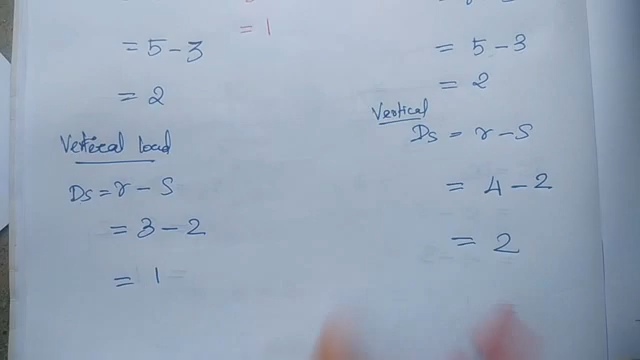 = 1
= 5 - 3
= 2
Vertical load
Ds = r - S
= 3 - 2
= 1
= 5 - 3
= 2
Vertical
Ds = r - S
= 4 - 2
= 2